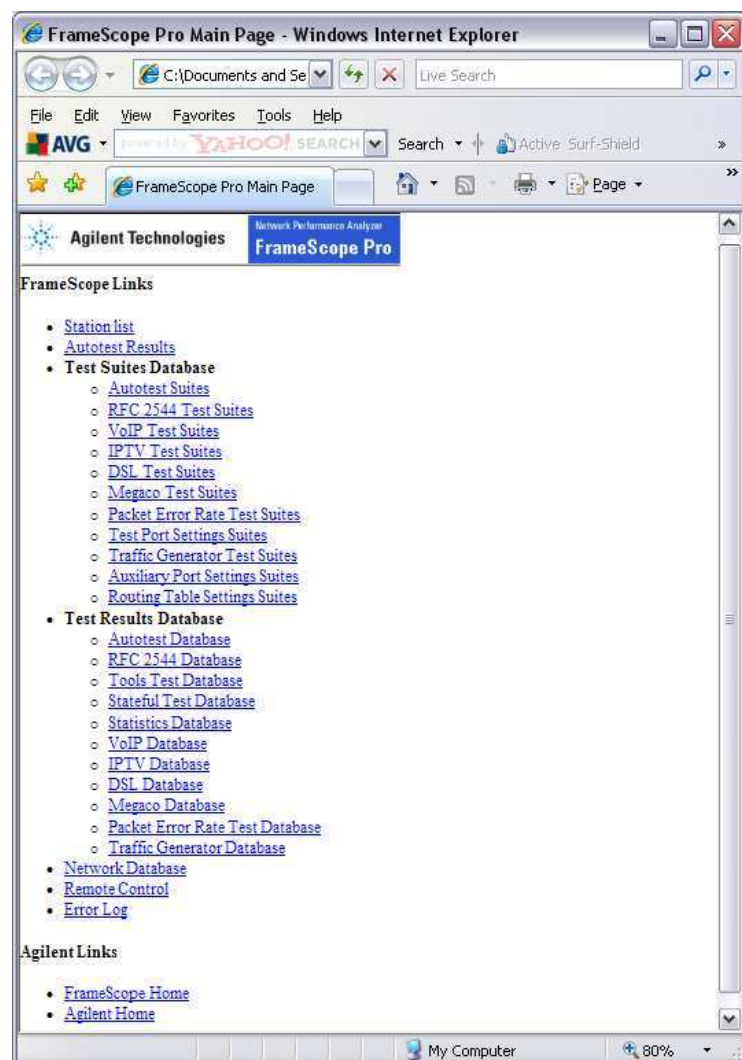 FrameScope Pro Main Page - Windows Internet Explorer
C:\Documents and Se
Live Search
File Edit View Favorites Tools Help
AVG powered by YAHOO! SEARCH Search Active Surf-Shield »
FrameScope Pro Main Page Page »
Agilent Technologies
Network Performance Analyzer
FrameScope Pro
FrameScope Links
Station list
Autotest Results
Test Suites Database
Autotest Suites
RFC 2544 Test Suites
VoIP Test Suites
IPTV Test Suites
DSL Test Suites
Megaco Test Suites
Packet Error Rate Test Suites
Test Port Settings Suites
Traffic Generator Test Suites
Auxiliary Port Settings Suites
Routing Table Settings Suites
Test Results Database
Autotest Database
RFC 2544 Database
Tools Test Database
Stateful Test Database
Statistics Database
VoIP Database
IPTV Database
DSL Database
Megaco Database
Packet Error Rate Test Database
Traffic Generator Database
Network Database
Remote Control
Error Log
Agilent Links
FrameScope Home
Agilent Home
My Computer 80%